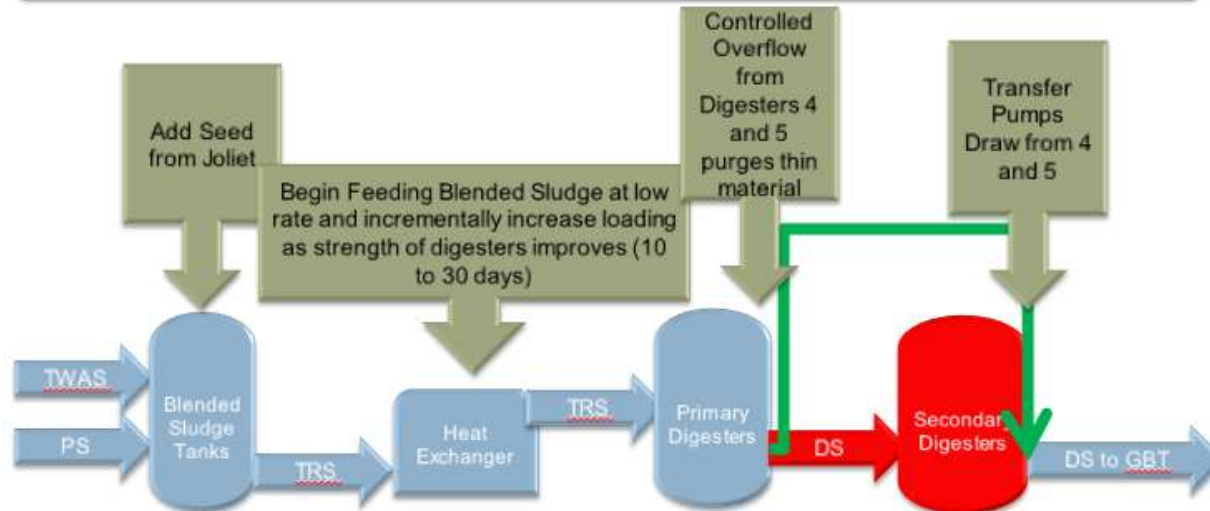 Add Seed
from Joliet
Begin Feeding Blended Sludge at low
rate and incrementally increase loading
as strength of digesters improves (10
to 30 days)
Controlled
Overflow
from
Digesters 4
and 5
purges thin
material
Transfer
Pumps
Draw from 4
and 5
TWAS
PS
Blended
Sludge
Tanks
TRS
Heat
Exchanger
TRS
Primary
Digesters
DS
Secondary
Digesters
DS to GBT